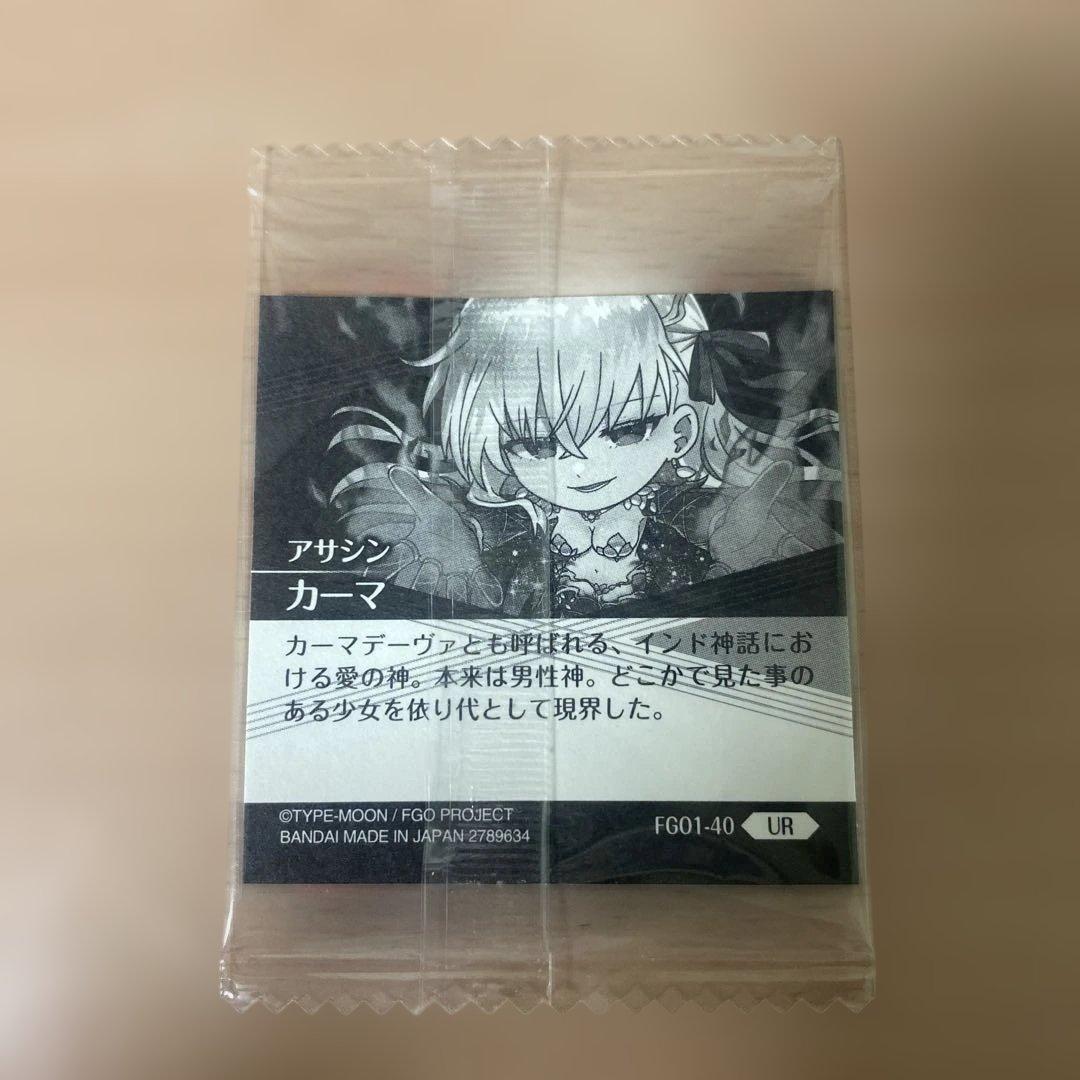 アサシン
カーマ
カーマデーヴァとも呼ばれる、インド神話にお
ける愛の神。本来は男性神。どこかで見た事の
ある少女を依り代として現界した。
©TYPE-MOON / FGO PROJECT
BANDAI MADE IN JAPAN 2789634
FGO1-40 UR